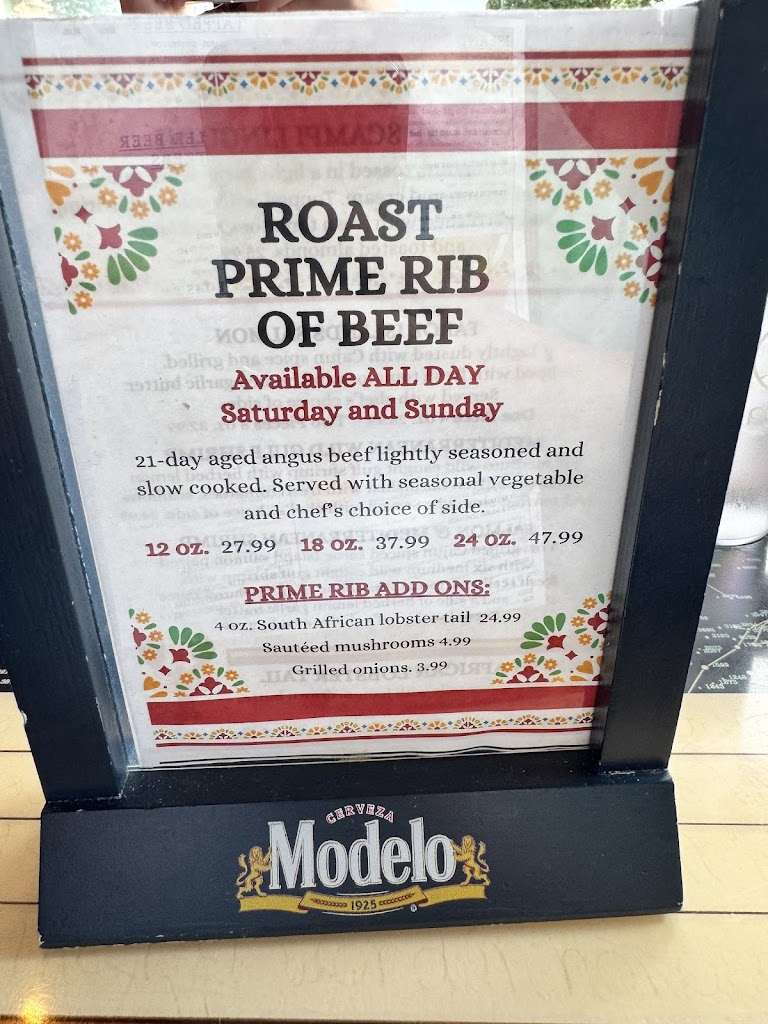 ROAST
PRIME RIB
OF BEEF
Available ALL DAY
Saturday and Sunday
21-day aged angus beef lightly seasoned and
slow cooked. Served with seasonal vegetable
and chef's choice of side.
12 OZ. 27.99 18 OZ. 37.99 24 OZ. 47.99
PRIME RIB ADD ONS:
4 oz. South African lobster tail 24.99
Sautéed mushrooms 4.99
Grilled onions. 3.99
CERVEZA
Modelo
1925